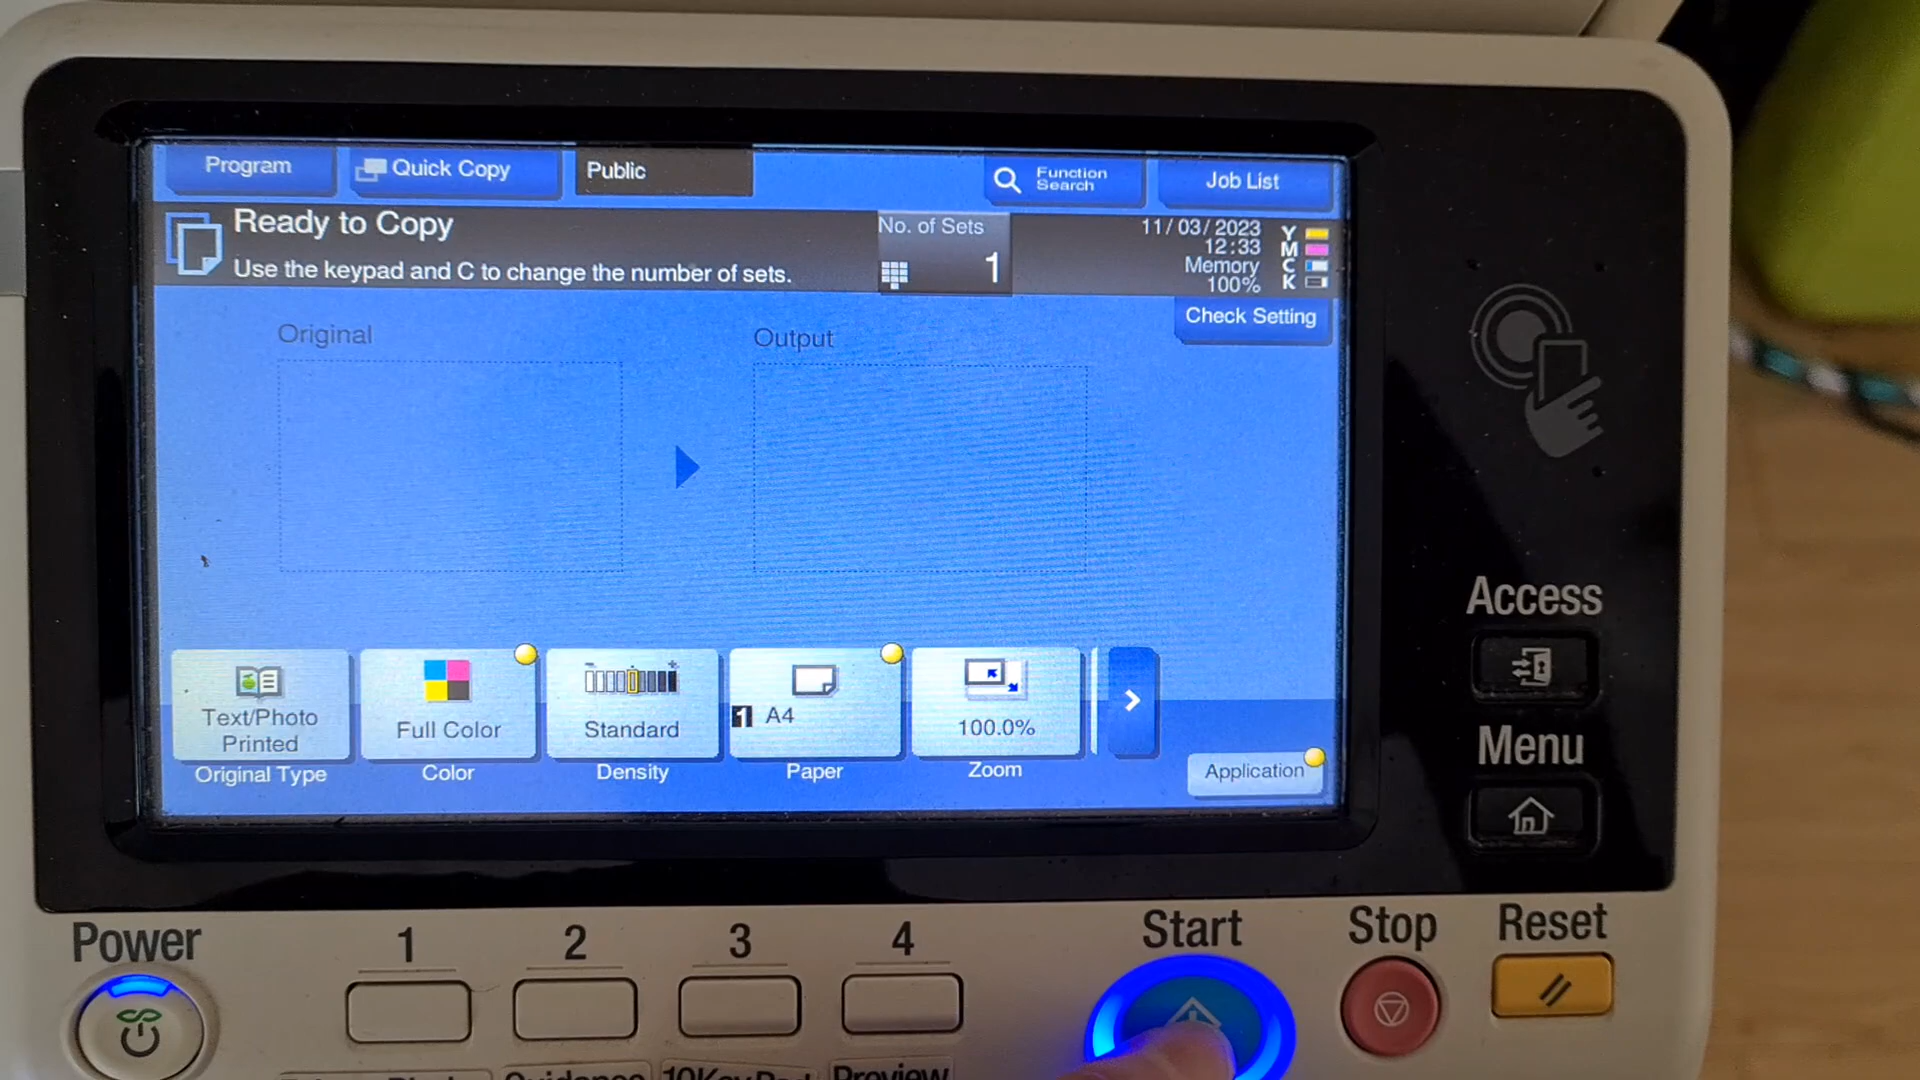 Program
Quick Copy
Public
Function
Search
Job List
Ready to Copy
Use the keypad and C to change the number of sets.
No. of Sets
1
11/03/2023
12:33
Memory
100%
Y
M
C
K
Check Setting
Original
Output
Text/Photo
Printed
Full Color
Standard
1 A4
100.0%
Original Type
Color
Density
Paper
Zoom
Application
Access
Menu
Power
1
2
3
4
Start
Stop
Reset
Guidance
10KeyPad
Preview